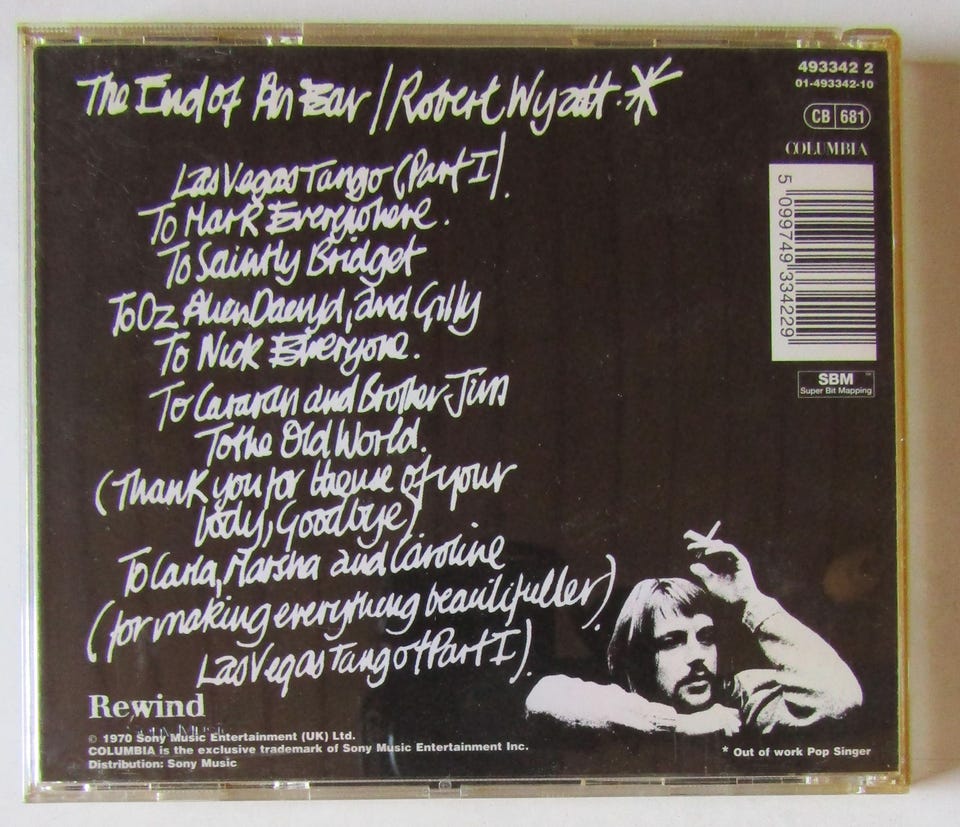 The End of An Ear / Robert Wyatt.*
Las Vegas Tango (Part I).
To Mark Everywhere.
To Saintly Bridget
To Oz Alien Daevyd, and Gilly
To Nick Everyone.
To Caravan and Brother Jim
To the Old World.
(Thank you for the use of your
body, Goodbye)
To Carla, Marsha and Caroline
(for making everything beautifuller).
Las Vegas Tango (Part I).
493342 2
01-493342-10
CB 681
COLUMBIA
5 099749 334229
SBM™
Super Bit Mapping
Rewind
© 1970 Sony Music Entertainment (UK) Ltd.
COLUMBIA is the exclusive trademark of Sony Music Entertainment Inc.
Distribution: Sony Music
* Out of work Pop Singer